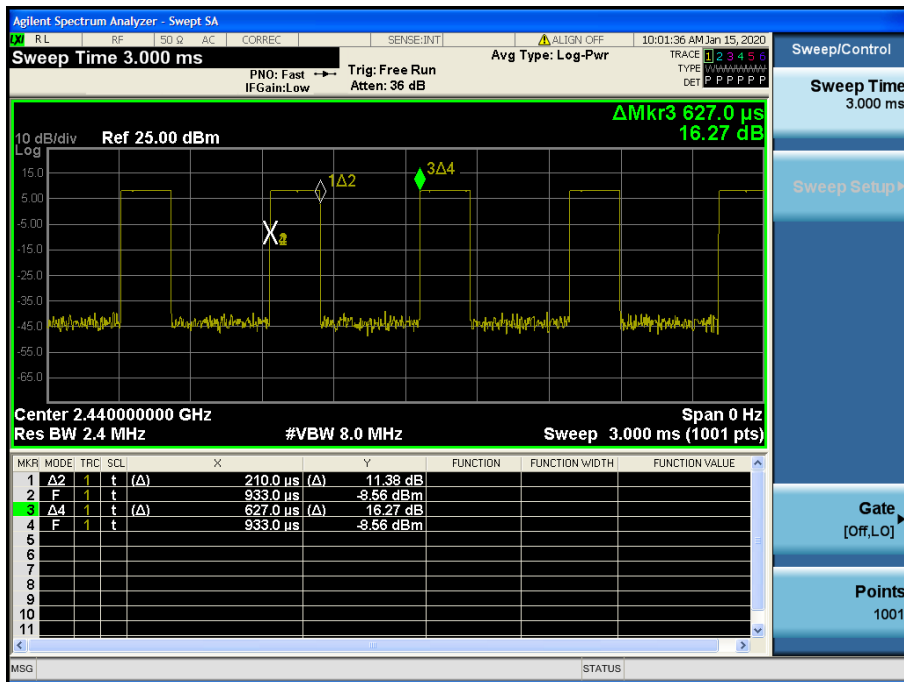 Agilent Spectrum Analyzer - Swept SA
LXI RL RF 50 Ω AC CORREC SENSE:INT ALIGN OFF 10:01:36 AM Jan 15, 2020
Sweep Time 3.000 ms
PNO: Fast
IFGain:Low
Trig: Free Run
Atten: 36 dB
Avg Type: Log-Pwr
TRACE 1 2 3 4 5 6
TYPE WWWWWW
DET P P P P P P
ΔMkr3 627.0 µs
16.27 dB
10 dB/div Ref 25.00 dBm
Log
15.0
5.00
-5.00
-15.0
-25.0
-35.0
-45.0
-55.0
-65.0
1Δ2
3Δ4
Center 2.440000000 GHz Span 0 Hz
Res BW 2.4 MHz #VBW 8.0 MHz Sweep 3.000 ms (1001 pts)
MKR MODE TRC SCL X Y FUNCTION FUNCTION WIDTH FUNCTION VALUE
1 Δ2 1 t (Δ) 210.0 µs (Δ) 11.38 dB
2 F 1 t 933.0 µs -8.56 dBm
3 Δ4 1 t (Δ) 627.0 µs (Δ) 16.27 dB
4 F 1 t 933.0 µs -8.56 dBm
5
6
7
8
9
10
11
MSG STATUS
Sweep/Control
Sweep Time
3.000 ms
Sweep Setup
Gate
[Off,LO]
Points
1001